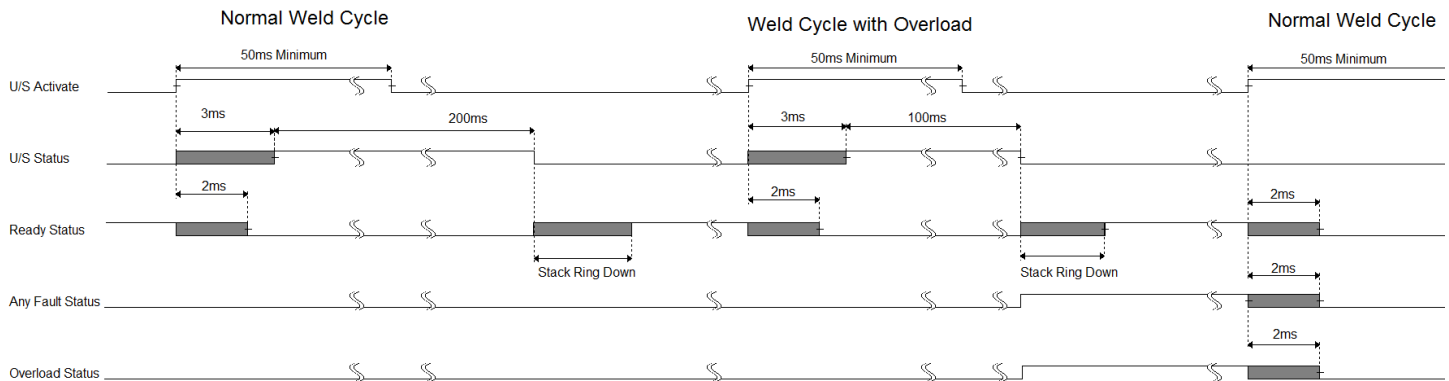 Normal Weld Cycle
Weld Cycle with Overload
Normal Weld Cycle
50ms Minimum
50ms Minimum
50ms Minimum
U/S Activate
3ms
200ms
3ms
100ms
U/S Status
2ms
2ms
2ms
Ready Status
Stack Ring Down
Stack Ring Down
2ms
Any Fault Status
2ms
Overload Status